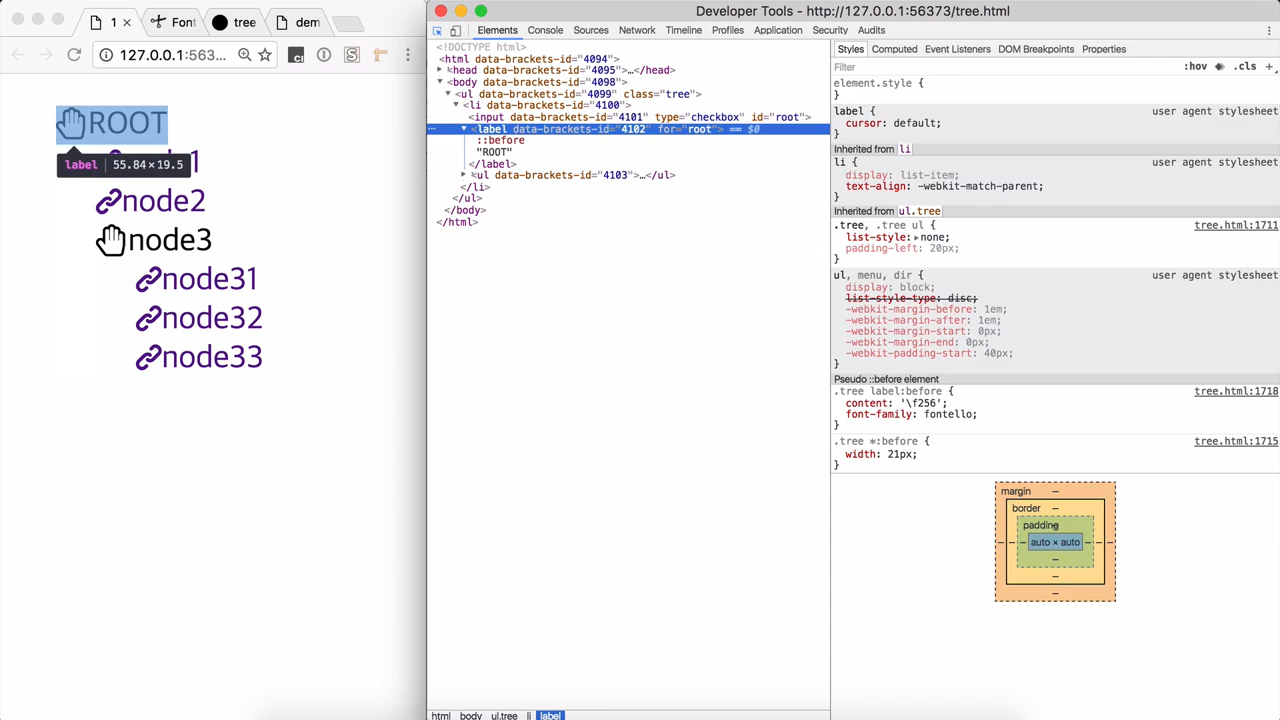 1
Font
tree
dem
127.0.0.1:563...
ROOT
label 55.84×19.5
node2
node3
node31
node32
node33
Developer Tools - http://127.0.0.1:56373/tree.html
Elements Console Sources Network Timeline Profiles Application Security Audits
<!DOCTYPE html>
<html data-brackets-id="4094">
<head data-brackets-id="4095">…</head>
<body data-brackets-id="4098">
<ul data-brackets-id="4099" class="tree">
<li data-brackets-id="4100">
<input data-brackets-id="4101" type="checkbox" id="root">
<label data-brackets-id="4102" for="root"> == $0
::before
"ROOT"
</label>
<ul data-brackets-id="4103">…</ul>
</li>
</ul>
</body>
</html>
html body ul.tree li label
Styles Computed Event Listeners DOM Breakpoints Properties
Filter :hov .cls +
element.style {
}
label { user agent stylesheet
cursor: default;
}
Inherited from li
li { user agent stylesheet
display: list-item;
text-align: -webkit-match-parent;
}
Inherited from ul.tree
.tree, .tree ul { tree.html:1711
list-style: none;
padding-left: 20px;
}
ul, menu, dir { user agent stylesheet
display: block;
list-style-type: disc;
-webkit-margin-before: 1em;
-webkit-margin-after: 1em;
-webkit-margin-start: 0px;
-webkit-margin-end: 0px;
-webkit-padding-start: 40px;
}
Pseudo ::before element
.tree label:before { tree.html:1718
content: '\f256';
font-family: fontello;
}
.tree *:before { tree.html:1715
width: 21px;
}
margin –
border –
padding
auto × auto
–
–
–